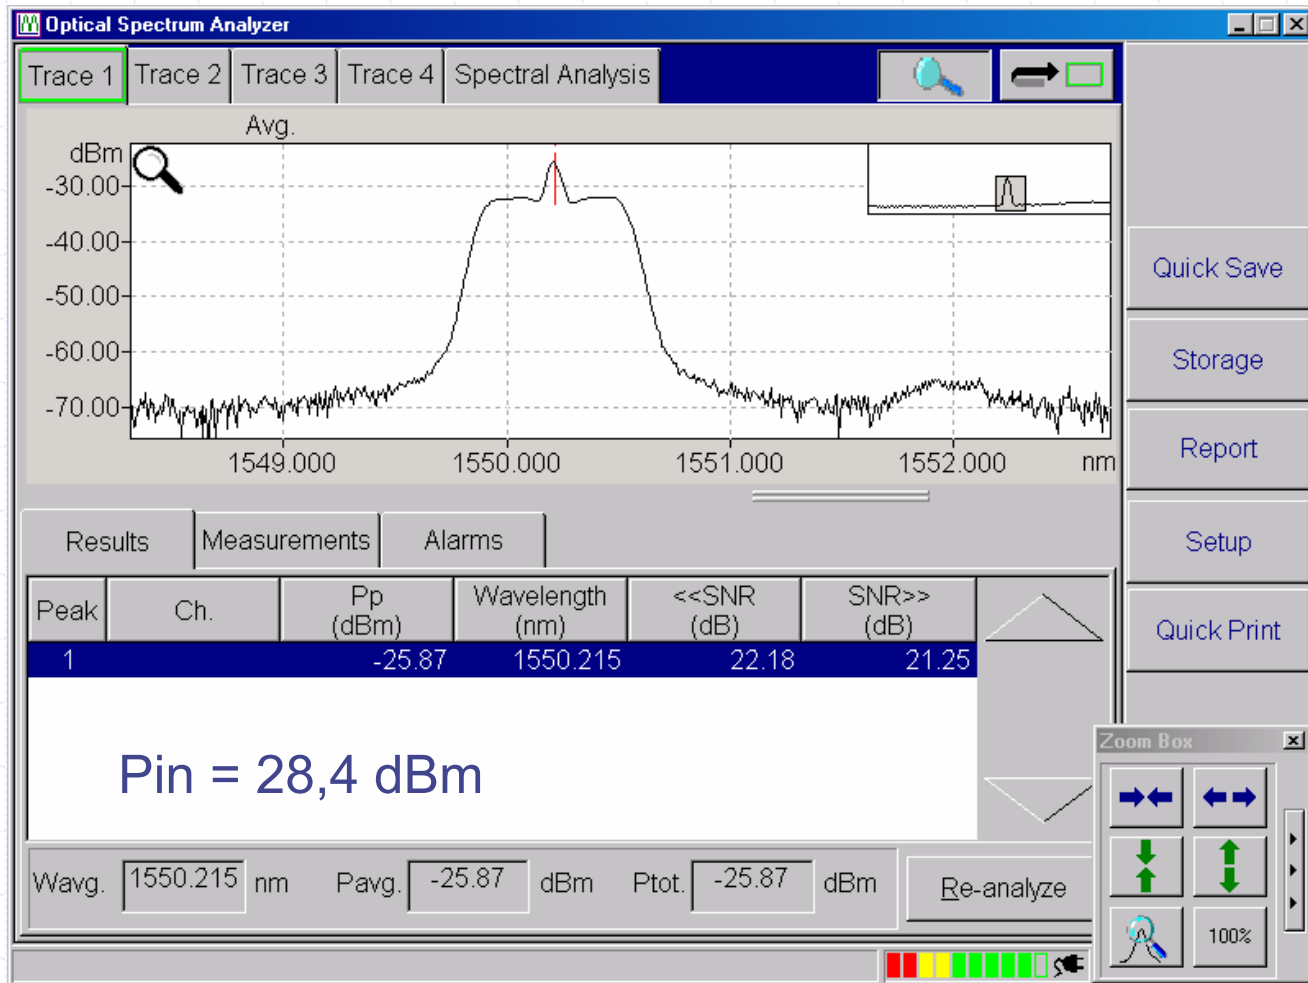 Optical Spectrum Analyzer
Trace 1 Trace 2 Trace 3 Trace 4 Spectral Analysis
Avg.
dBm
-30.00
-40.00
-50.00
-60.00
-70.00
1549.000 1550.000 1551.000 1552.000 nm
Quick Save
Storage
Report
Setup
Quick Print
Results Measurements Alarms
Peak Ch. Pp (dBm) Wavelength (nm) <<SNR (dB) SNR>> (dB)
1 -25.87 1550.215 22.18 21.25
Pin = 28,4 dBm
Wavg. 1550.215 nm Pavg. -25.87 dBm Ptot. -25.87 dBm Re-analyze
Zoom Box
100%